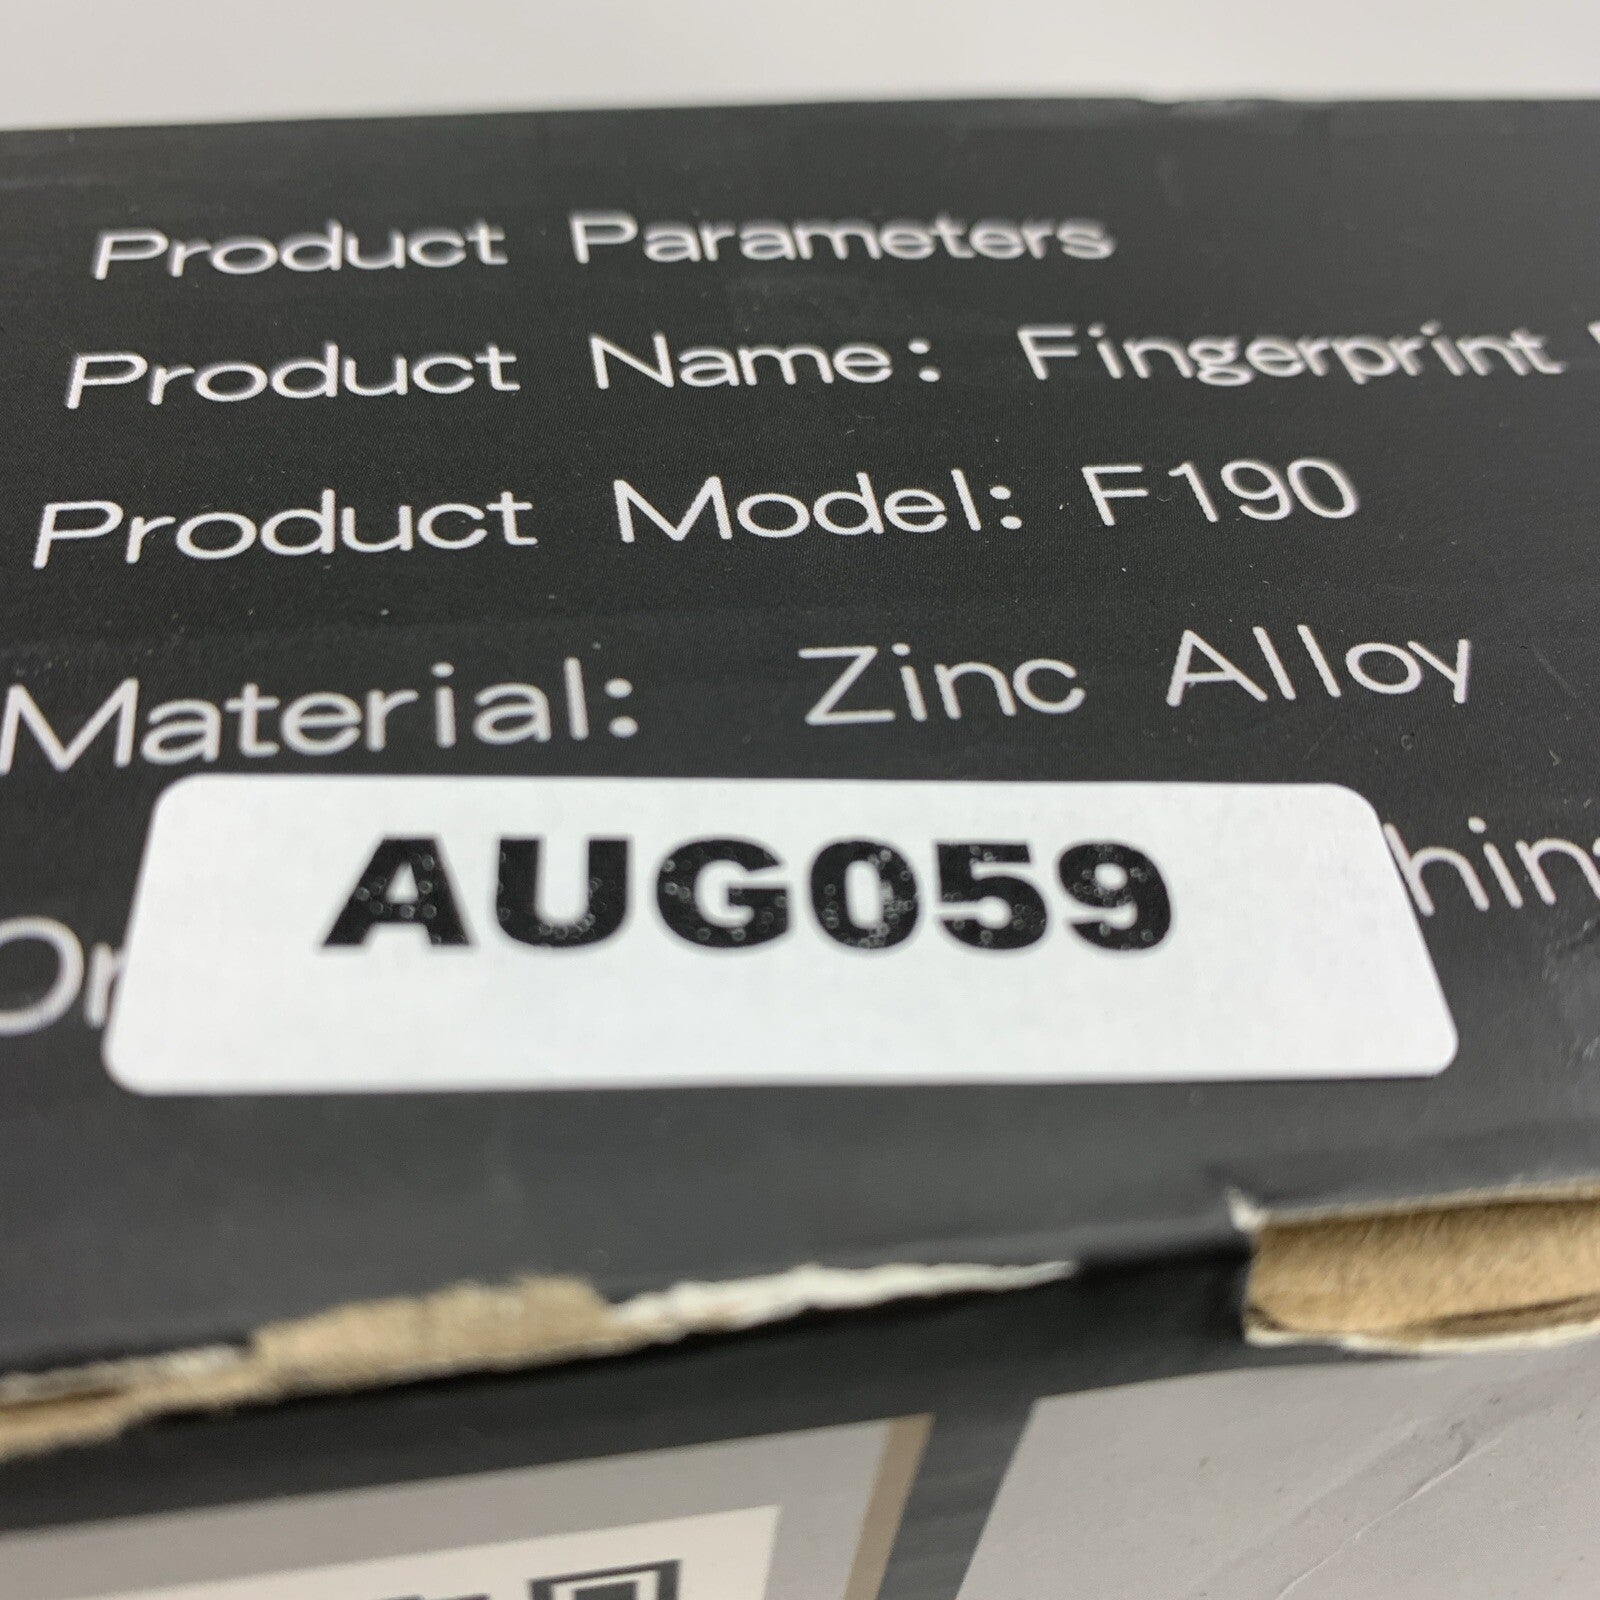 Product Parameters
Product Name: Fingerprint
Product Model: F190
Material: Zinc Alloy
AUG059